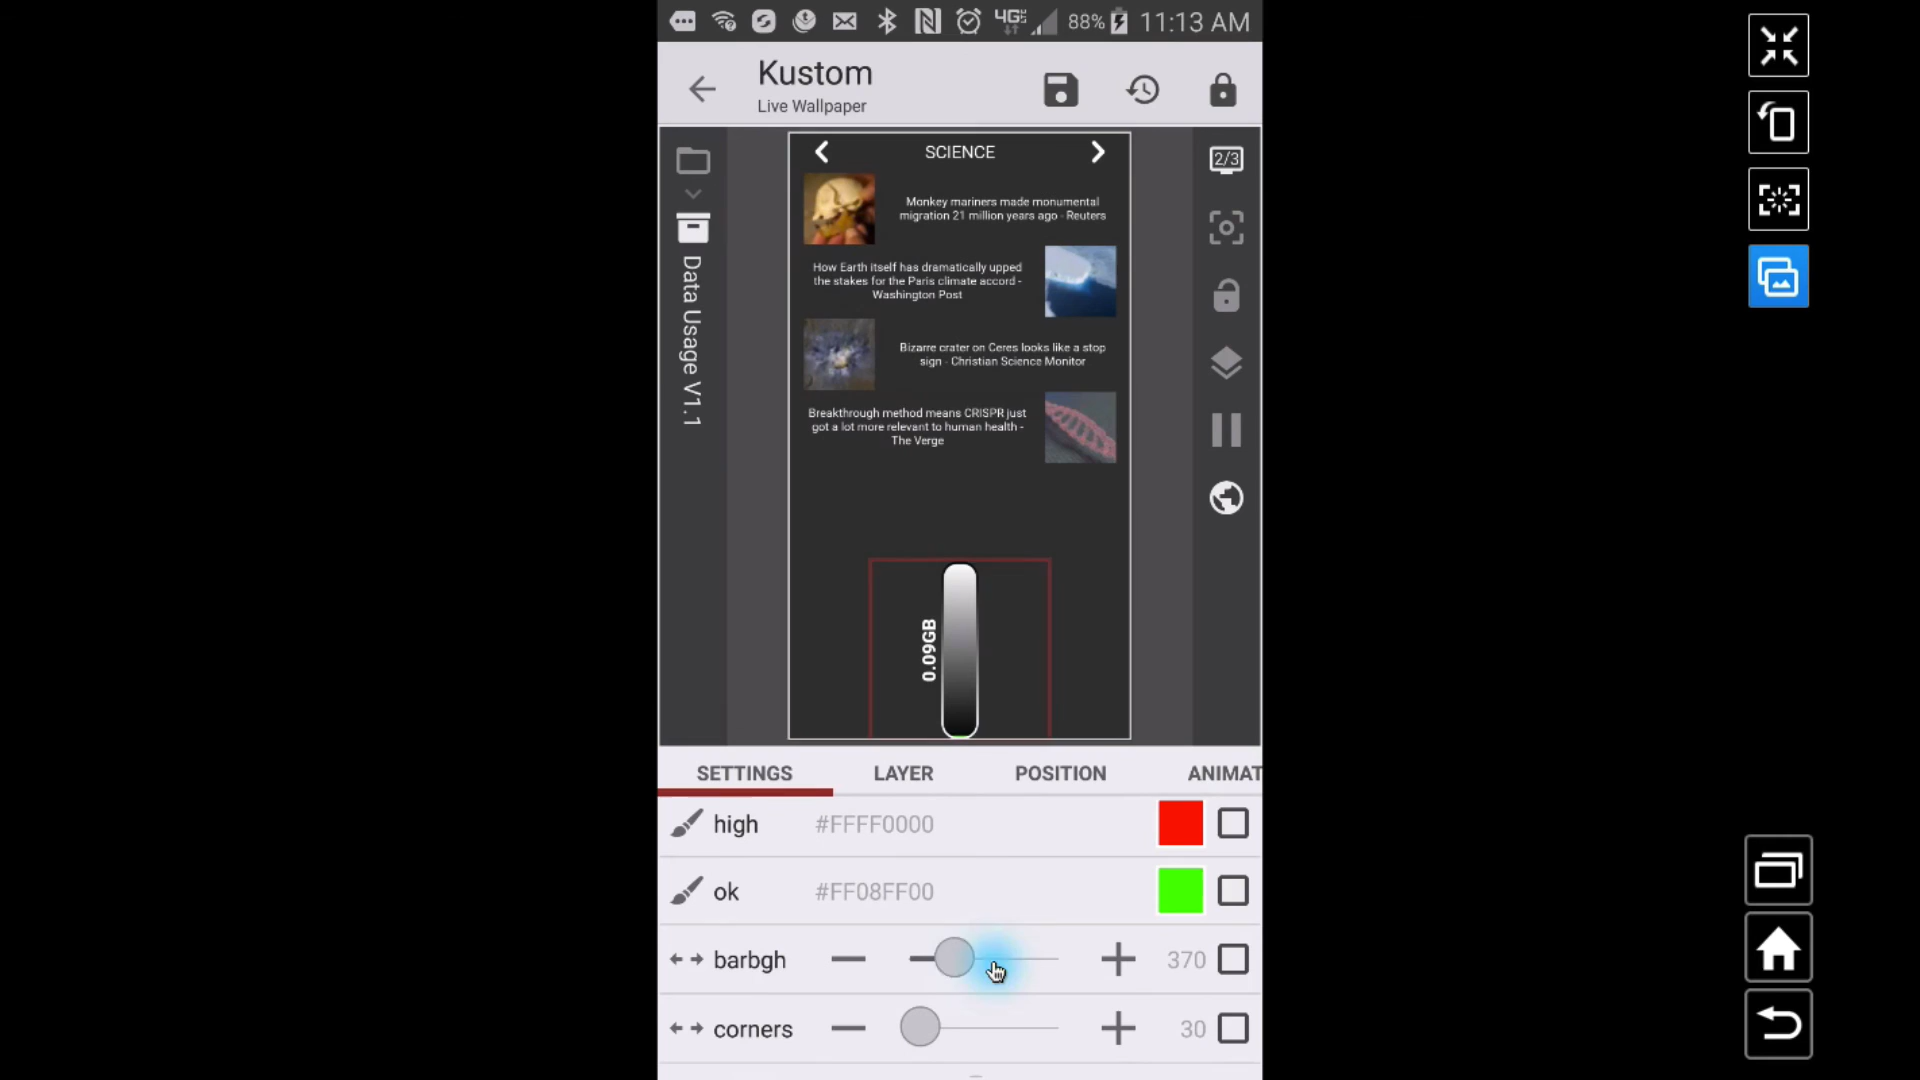 88% 11:13 AM
4GE
Kustom
Live Wallpaper
2/3
SCIENCE
Monkey mariners made monumental
migration 21 million years ago - Reuters
How Earth itself has dramatically upped
the stakes for the Paris climate accord -
Washington Post
Bizarre crater on Ceres looks like a stop
sign - Christian Science Monitor
Breakthrough method means CRISPR just
got a lot more relevant to human health -
The Verge
Data Usage V1.1
0.09GB
SETTINGS LAYER POSITION ANIMAT
high #FFFF0000
ok #FF08FF00
barbgh 370
corners 30